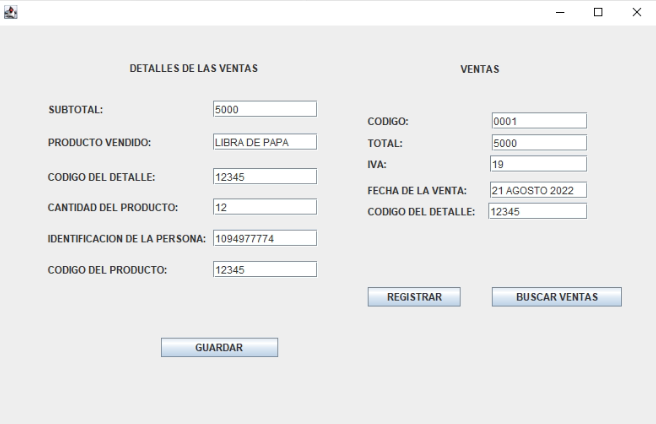 DETALLES DE LAS VENTAS
SUBTOTAL: 5000
PRODUCTO VENDIDO: LIBRA DE PAPA
CODIGO DEL DETALLE: 12345
CANTIDAD DEL PRODUCTO: 12
IDENTIFICACION DE LA PERSONA: 1094977774
CODIGO DEL PRODUCTO: 12345
GUARDAR
VENTAS
CODIGO: 0001
TOTAL: 5000
IVA: 19
FECHA DE LA VENTA: 21 AGOSTO 2022
CODIGO DEL DETALLE: 12345
REGISTRAR
BUSCAR VENTAS